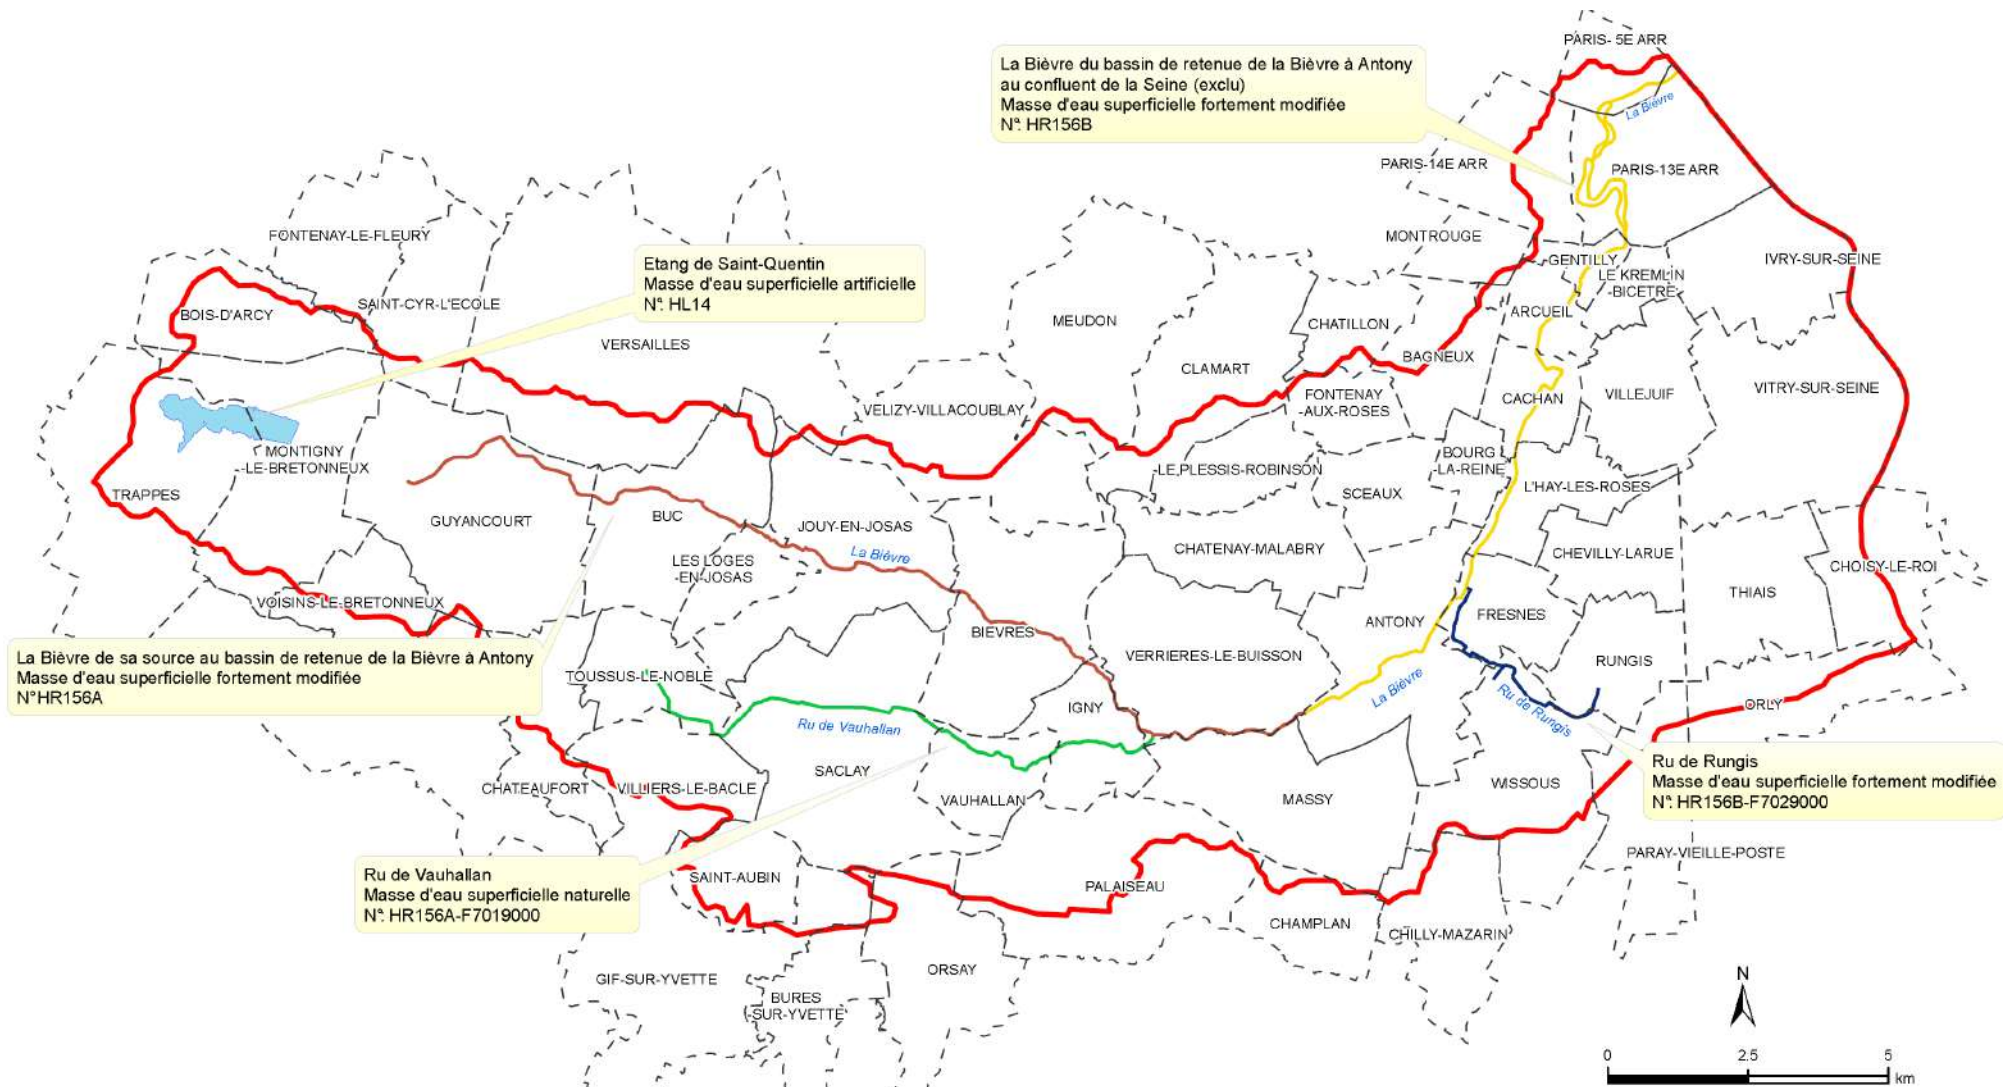 PARIS- 5E ARR
La Bièvre du bassin de retenue de la Bièvre à Antony
au confluent de la Seine (exclu)
Masse d'eau superficielle fortement modifiée
N°: HR156B
La Bièvre
PARIS-14E ARR
PARIS-13E ARR
FONTENAY-LE-FLEURY
MONTROUGE
GENTILLY
IVRY-SUR-SEINE
Etang de Saint-Quentin
Masse d'eau superficielle artificielle
N°: HL14
LE KREMLIN
-BICETRE
SAINT-CYR-L'ECOLE
BOIS-D'ARCY
ARCUEIL
MEUDON
CHATILLON
VERSAILLES
BAGNEUX
CLAMART
VILLEJUIF
VITRY-SUR-SEINE
FONTENAY
-AUX-ROSES
CACHAN
VELIZY-VILLACOUBLAY
MONTIGNY
-LE-BRETONNEUX
BOURG
-LA-REINE
LE PLESSIS-ROBINSON
TRAPPES
SCEAUX
L'HAY-LES-ROSES
GUYANCOURT
BUC
JOUY-EN-JOSAS
La Bièvre
CHATENAY-MALABRY
CHEVILLY-LARUE
LES LOGES
-EN-JOSAS
CHOISY-LE-ROI
THIAIS
VOISINS-LE-BRETONNEUX
FRESNES
ANTONY
BIEVRES
VERRIERES-LE-BUISSON
RUNGIS
La Bièvre de sa source au bassin de retenue de la Bièvre à Antony
Masse d'eau superficielle fortement modifiée
N°HR156A
TOUSSUS-LE-NOBLE
La Bièvre
Ru de Rungis
IGNY
ORLY
Ru de Vauhallan
SACLAY
Ru de Rungis
Masse d'eau superficielle fortement modifiée
N°: HR156B-F7029000
CHATEAUFORT
VILLIERS-LE-BACLE
VAUHALLAN
MASSY
WISSOUS
PARAY-VIEILLE-POSTE
Ru de Vauhallan
Masse d'eau superficielle naturelle
N°: HR156A-F7019000
SAINT-AUBIN
PALAISEAU
CHAMPLAN
CHILLY-MAZARIN
ORSAY
GIF-SUR-YVETTE
BURES
-SUR-YVETTE
N
0 2.5 5
km